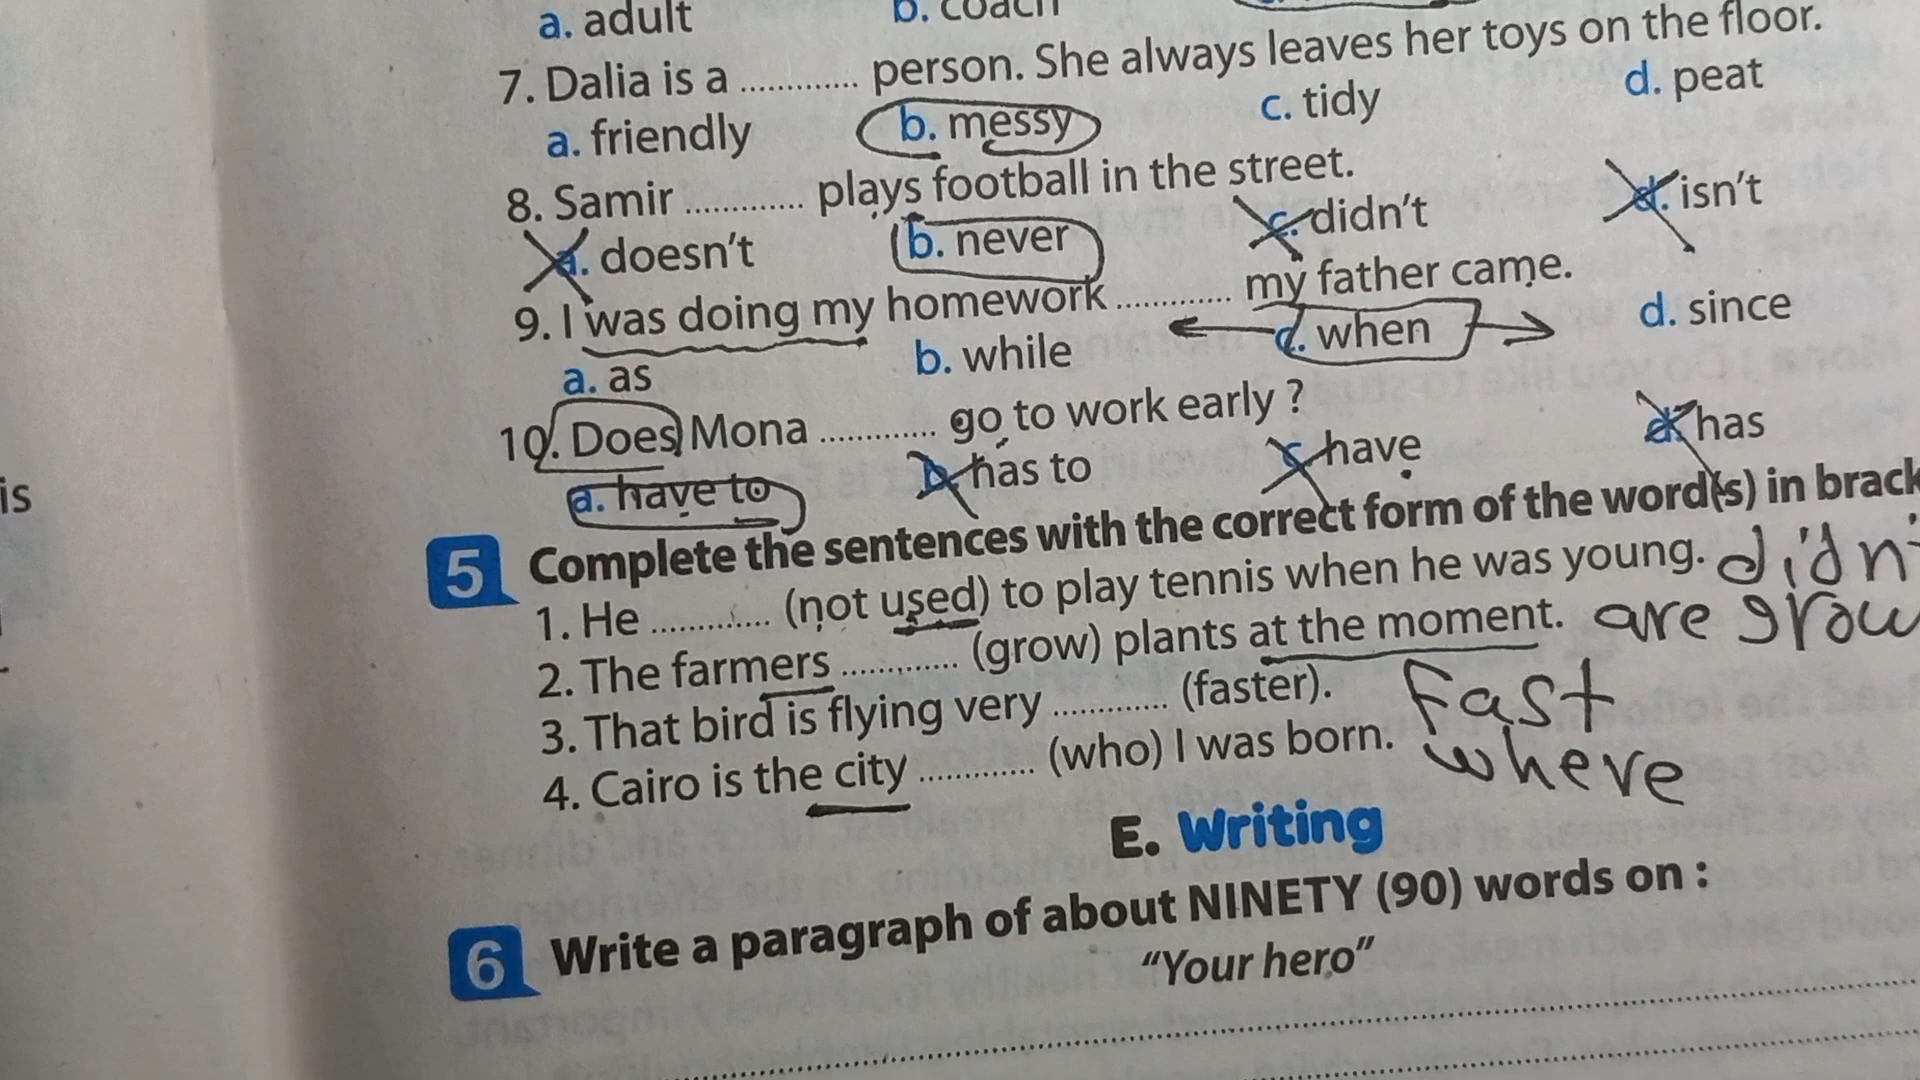 a. adult b. coach
7. Dalia is a ............ person. She always leaves her toys on the floor.
a. friendly b. messy c. tidy d. peat
8. Samir ............ plays football in the street.
a. doesn't b. never c. didn't d. isn't
9. I was doing my homework ............ my father came.
a. as b. while c. when d. since
10. Does Mona ............ go to work early ?
a. have to b. has to c. have d. has
is
5 Complete the sentences with the correct form of the word(s) in brack
1. He ............ (not used) to play tennis when he was young. didn'
2. The farmers ............ (grow) plants at the moment. are grow
3. That bird is flying very ............ (faster). Fast
4. Cairo is the city ............ (who) I was born. where
E. Writing
6 Write a paragraph of about NINETY (90) words on :
"Your hero"